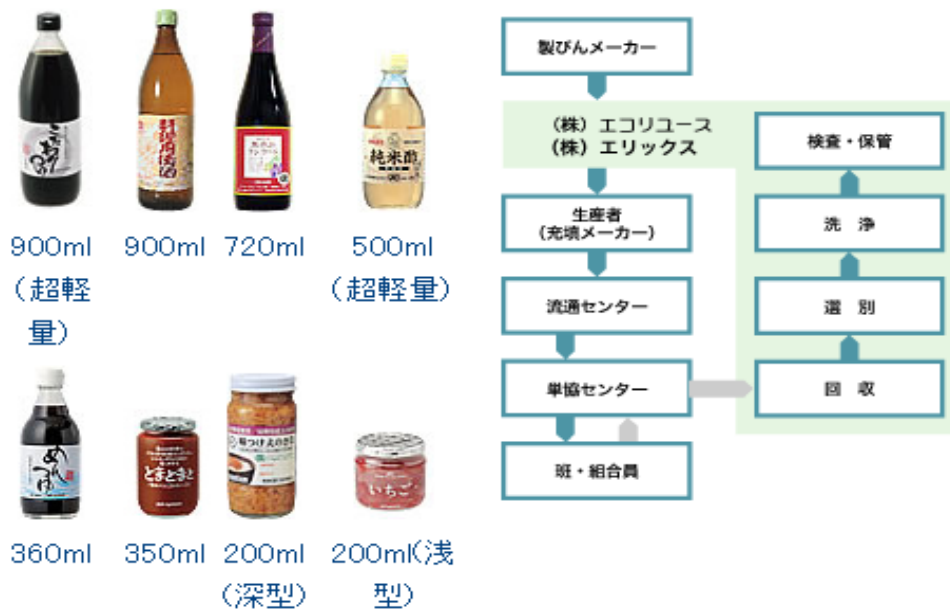 900ml
（超軽
量）
900ml
720ml
500ml
（超軽量）
純米酢
360ml
350ml
200ml
（深型）
200ml(浅
型）
めんつゆ
とまとまと
いちご
製びんメーカー
（株）エコリユース
（株）エリックス
生産者
（充填メーカー）
流通センター
単協センター
班・組合員
検査・保管
洗 浄
選 別
回 収